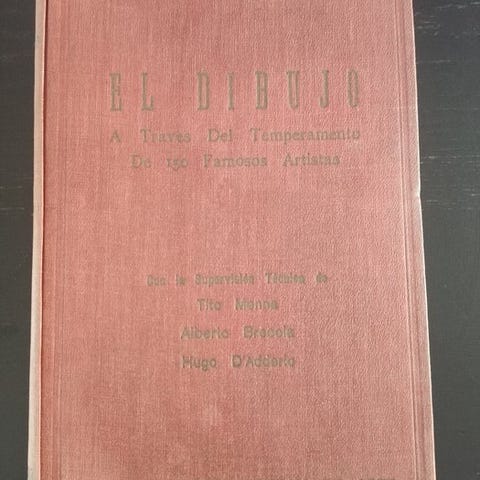 EL DIBUJO
A Traves Del Temperamento
De 150 Famosos Artistas
Con la Supervisión Técnica de
Tito Menna
Alberto Breccia
Hugo D'Adderio